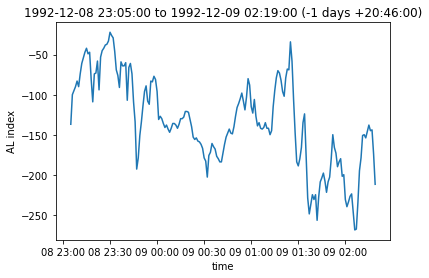 1992-12-08 23:05:00 to 1992-12-09 02:19:00 (-1 days +20:46:00)
−50
−100
−150
−200
−250
AL index
08 23:00 08 23:30 09 00:00 09 00:30 09 01:00 09 01:30 09 02:00
time